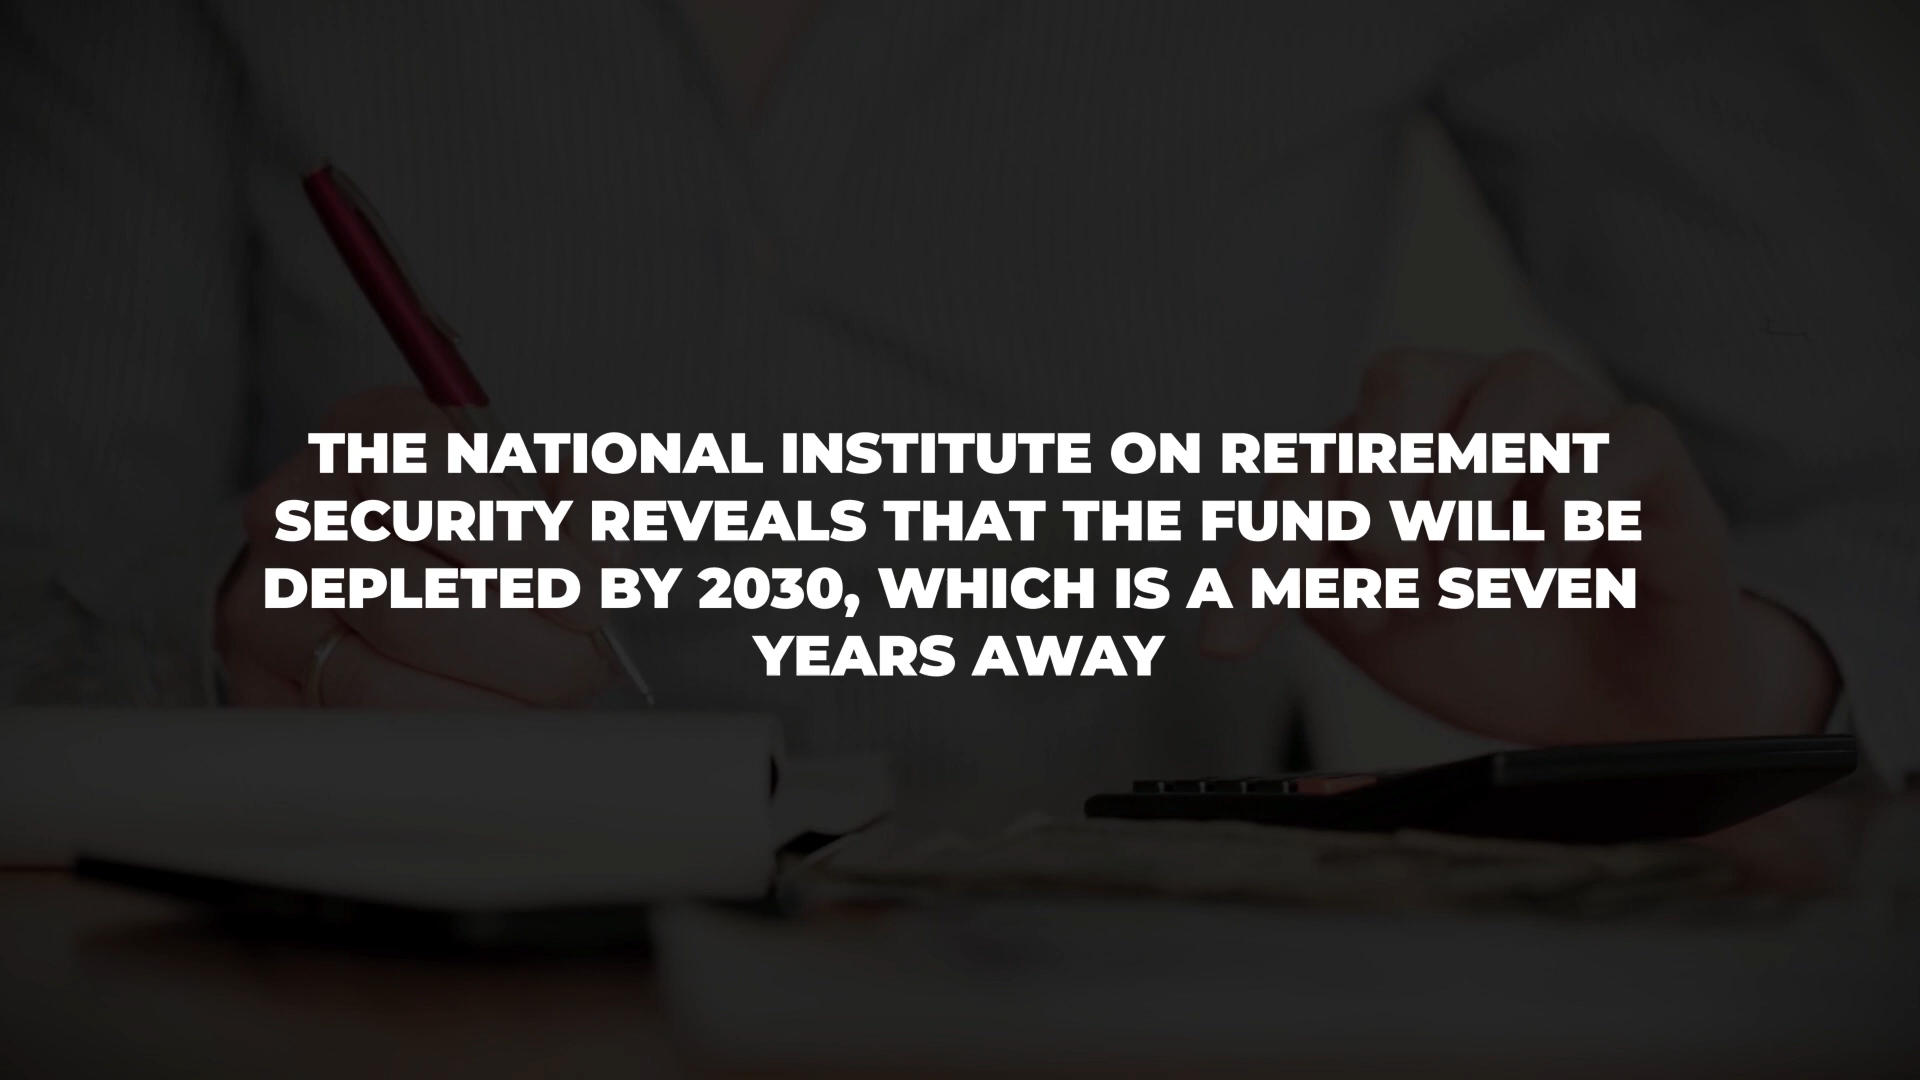 THE NATIONAL INSTITUTE ON RETIREMENT
SECURITY REVEALS THAT THE FUND WILL BE
DEPLETED BY 2030, WHICH IS A MERE SEVEN
YEARS AWAY